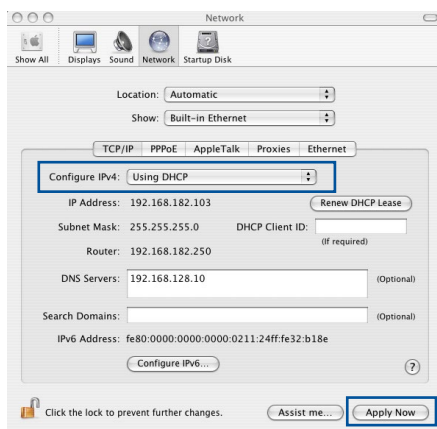 Network
Show All Displays Sound Network Startup Disk
Location: Automatic
Show: Built-in Ethernet
TCP/IP PPPoE AppleTalk Proxies Ethernet
Configure IPv4: Using DHCP
IP Address: 192.168.182.103 Renew DHCP Lease
Subnet Mask: 255.255.255.0 DHCP Client ID:
(If required)
Router: 192.168.182.250
DNS Servers: 192.168.128.10 (Optional)
Search Domains: (Optional)
IPv6 Address: fe80:0000:0000:0000:0211:24ff:fe32:b18e
Configure IPv6... ?
Click the lock to prevent further changes. Assist me... Apply Now